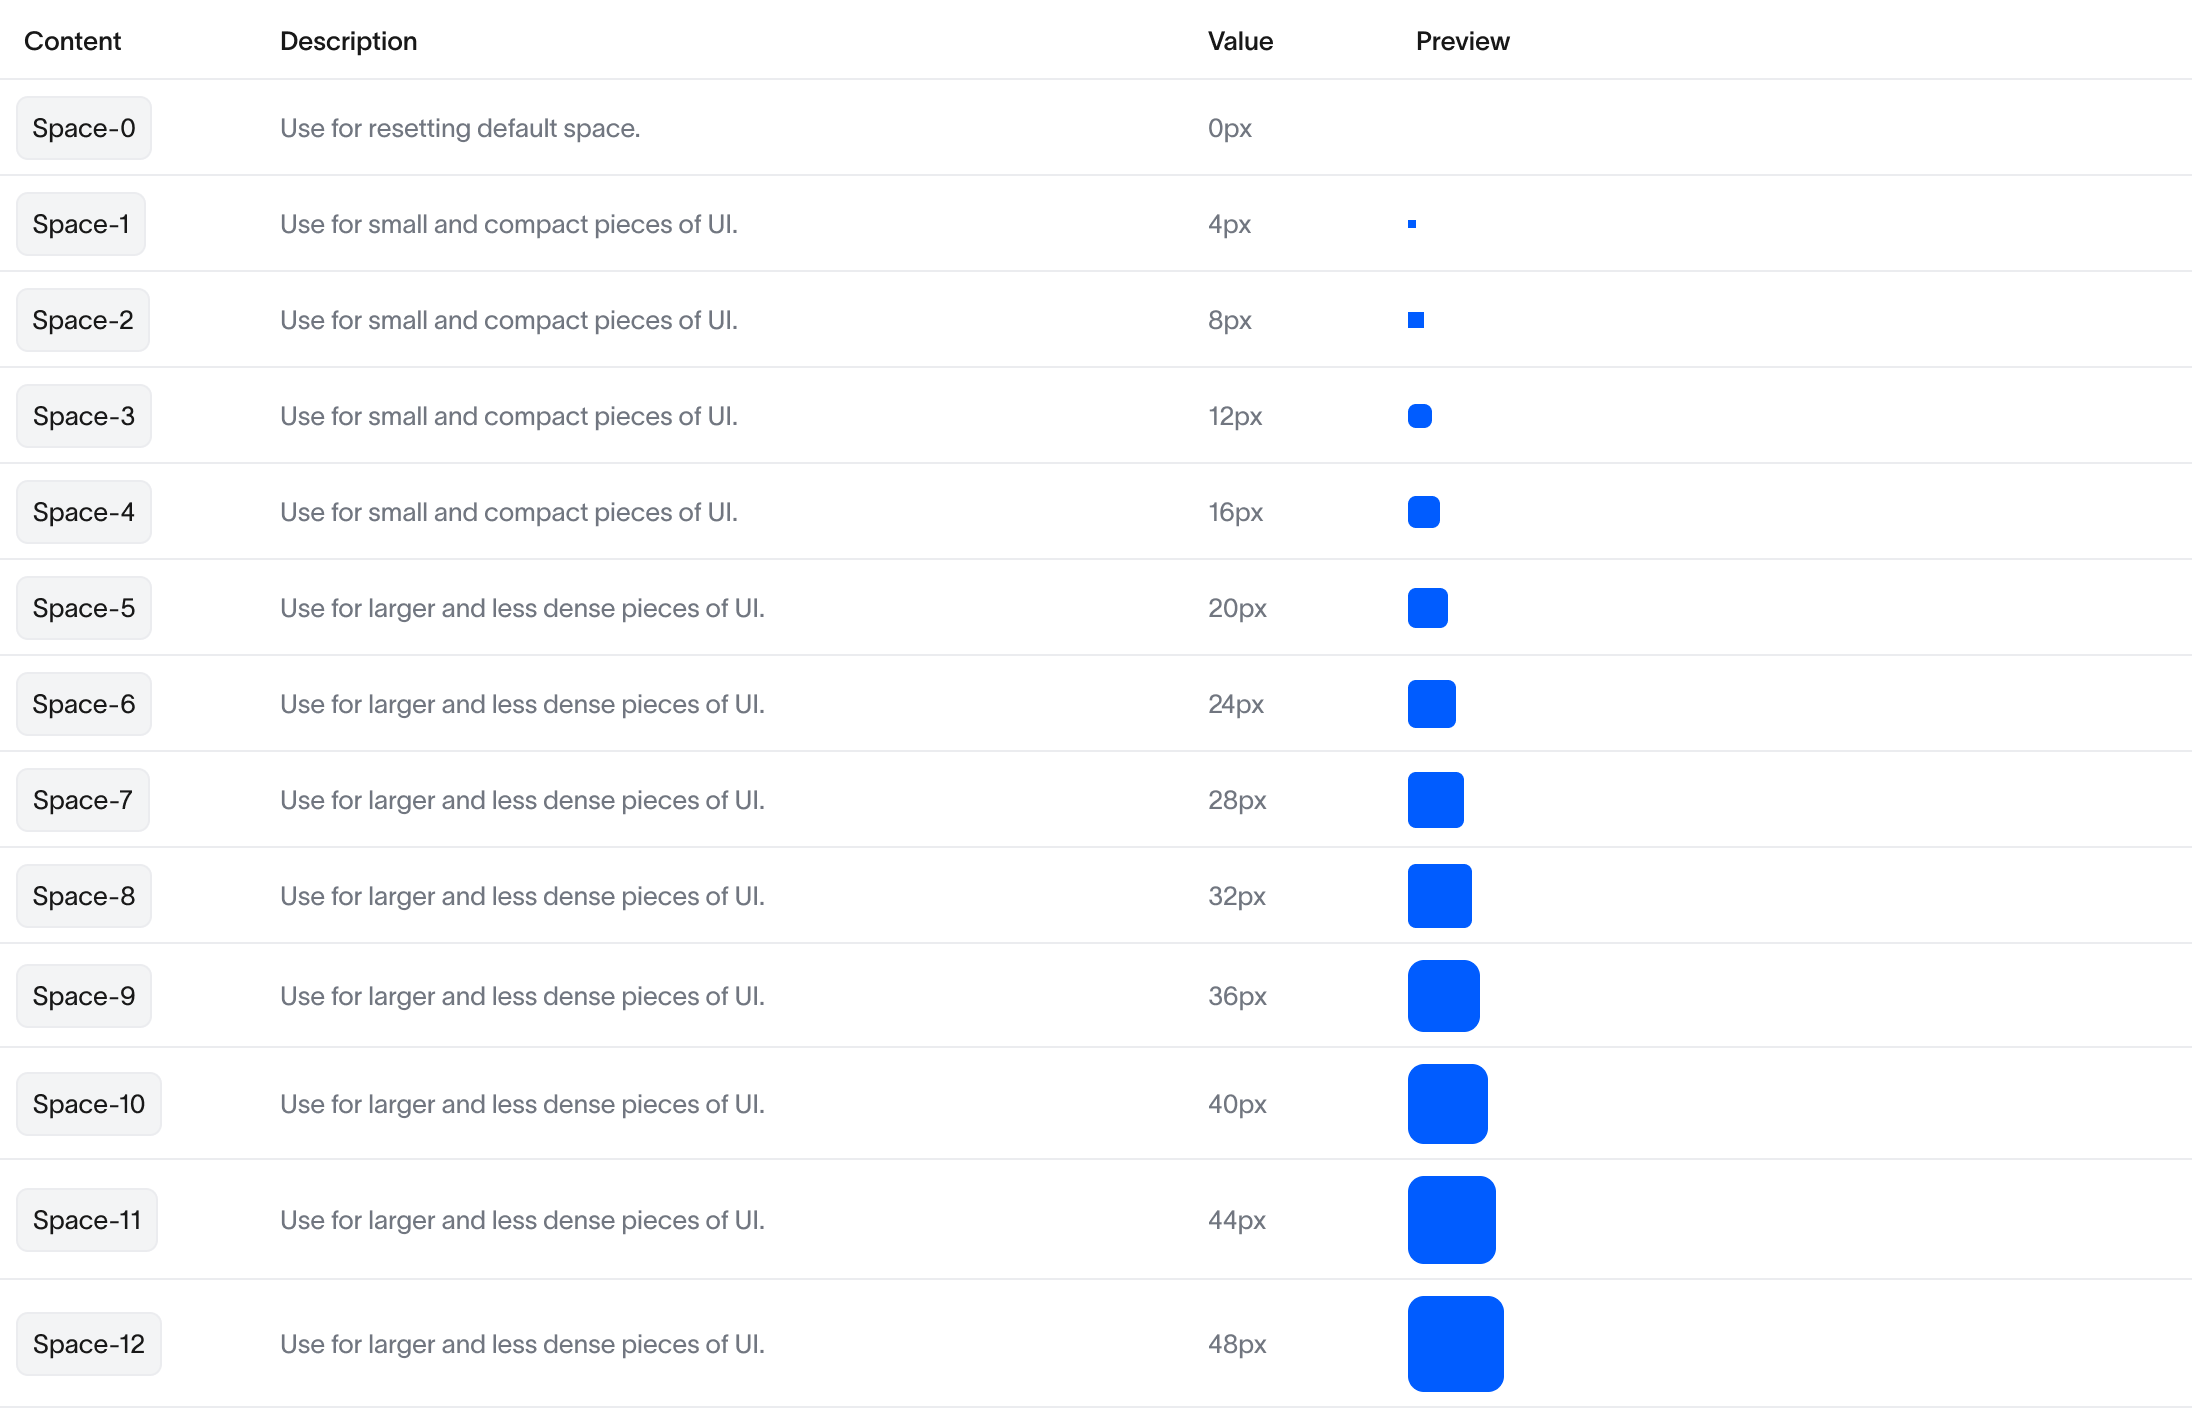 Content Description Value Preview
Space-0 Use for resetting default space. 0px
Space-1 Use for small and compact pieces of UI. 4px
Space-2 Use for small and compact pieces of UI. 8px
Space-3 Use for small and compact pieces of UI. 12px
Space-4 Use for small and compact pieces of UI. 16px
Space-5 Use for larger and less dense pieces of UI. 20px
Space-6 Use for larger and less dense pieces of UI. 24px
Space-7 Use for larger and less dense pieces of UI. 28px
Space-8 Use for larger and less dense pieces of UI. 32px
Space-9 Use for larger and less dense pieces of UI. 36px
Space-10 Use for larger and less dense pieces of UI. 40px
Space-11 Use for larger and less dense pieces of UI. 44px
Space-12 Use for larger and less dense pieces of UI. 48px